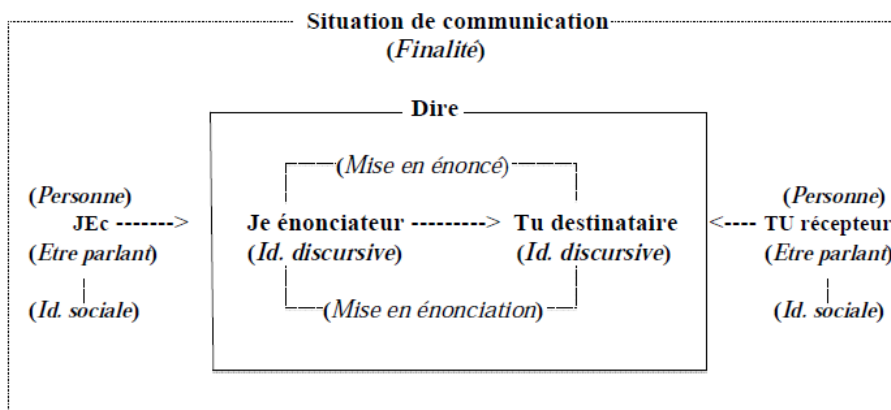 Situation de communication
(Finalité)
Dire
(Mise en énoncé)
(Personne) (Personne)
JEc -------> Je énonciateur ---------> Tu destinataire <---- TU récepteur
(Etre parlant) (Id. discursive) (Id. discursive) (Etre parlant)
(Id. sociale) (Mise en énonciation) (Id. sociale)